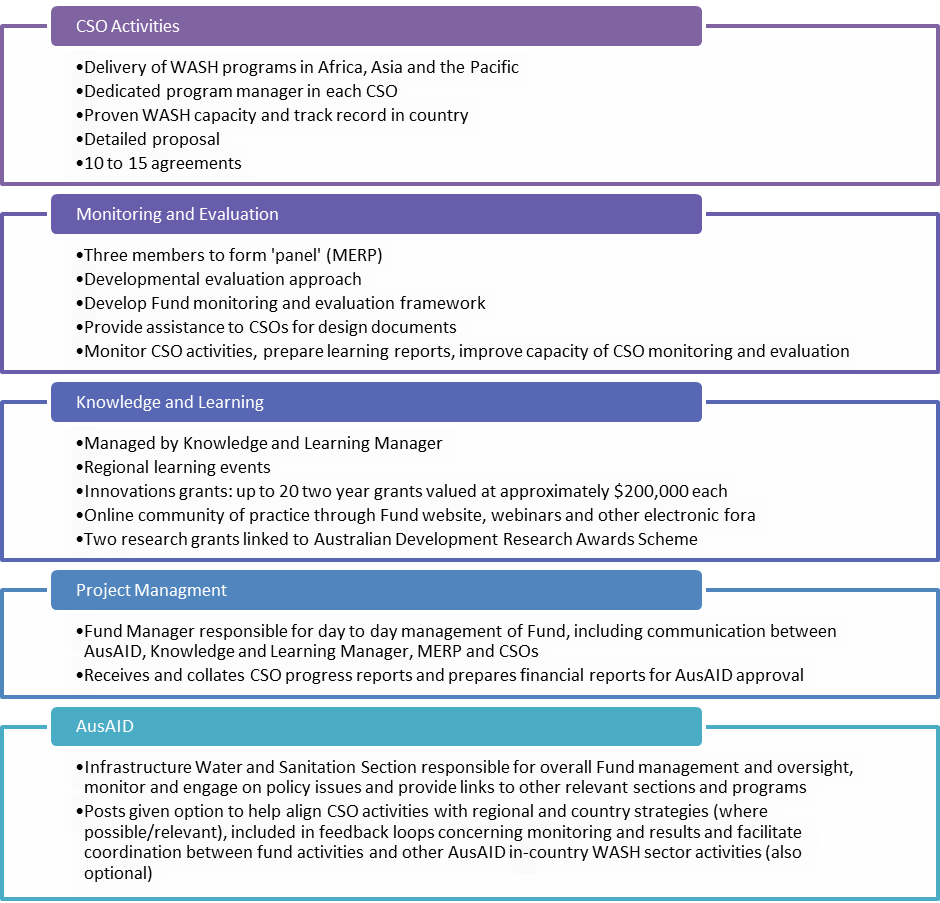 CSO Activities
•Delivery of WASH programs in Africa, Asia and the Pacific
•Dedicated program manager in each CSO
•Proven WASH capacity and track record in country
•Detailed proposal
•10 to 15 agreements
Monitoring and Evaluation
•Three members to form 'panel' (MERP)
•Developmental evaluation approach
•Develop Fund monitoring and evaluation framework
•Provide assistance to CSOs for design documents
•Monitor CSO activities, prepare learning reports, improve capacity of CSO monitoring and evaluation
Knowledge and Learning
•Managed by Knowledge and Learning Manager
•Regional learning events
•Innovations grants: up to 20 two year grants valued at approximately $200,000 each
•Online community of practice through Fund website, webinars and other electronic fora
•Two research grants linked to Australian Development Research Awards Scheme
Project Managment
•Fund Manager responsible for day to day management of Fund, including communication between
AusAID, Knowledge and Learning Manager, MERP and CSOs
•Receives and collates CSO progress reports and prepares financial reports for AusAID approval
AusAID
•Infrastructure Water and Sanitation Section responsible for overall Fund management and oversight,
monitor and engage on policy issues and provide links to other relevant sections and programs
•Posts given option to help align CSO activities with regional and country strategies (where
possible/relevant), included in feedback loops concerning monitoring and results and facilitate
coordination between fund activities and other AusAID in-country WASH sector activities (also
optional)